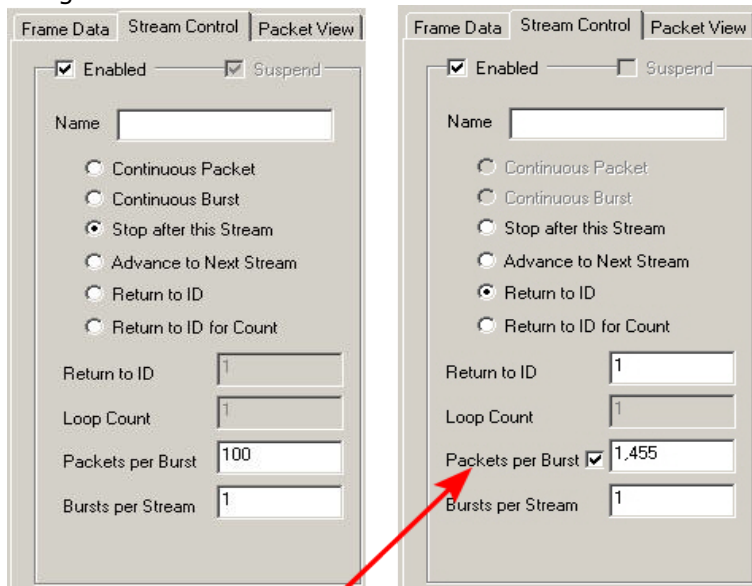 Frame Data Stream Control Packet View
Enabled Suspend
Name
Continuous Packet
Continuous Burst
Stop after this Stream
Advance to Next Stream
Return to ID
Return to ID for Count
Return to ID 1
Loop Count 1
Packets per Burst 100
Bursts per Stream 1
Frame Data Stream Control Packet View
Enabled Suspend
Name
Continuous Packet
Continuous Burst
Stop after this Stream
Advance to Next Stream
Return to ID
Return to ID for Count
Return to ID 1
Loop Count 1
Packets per Burst 1,455
Bursts per Stream 1